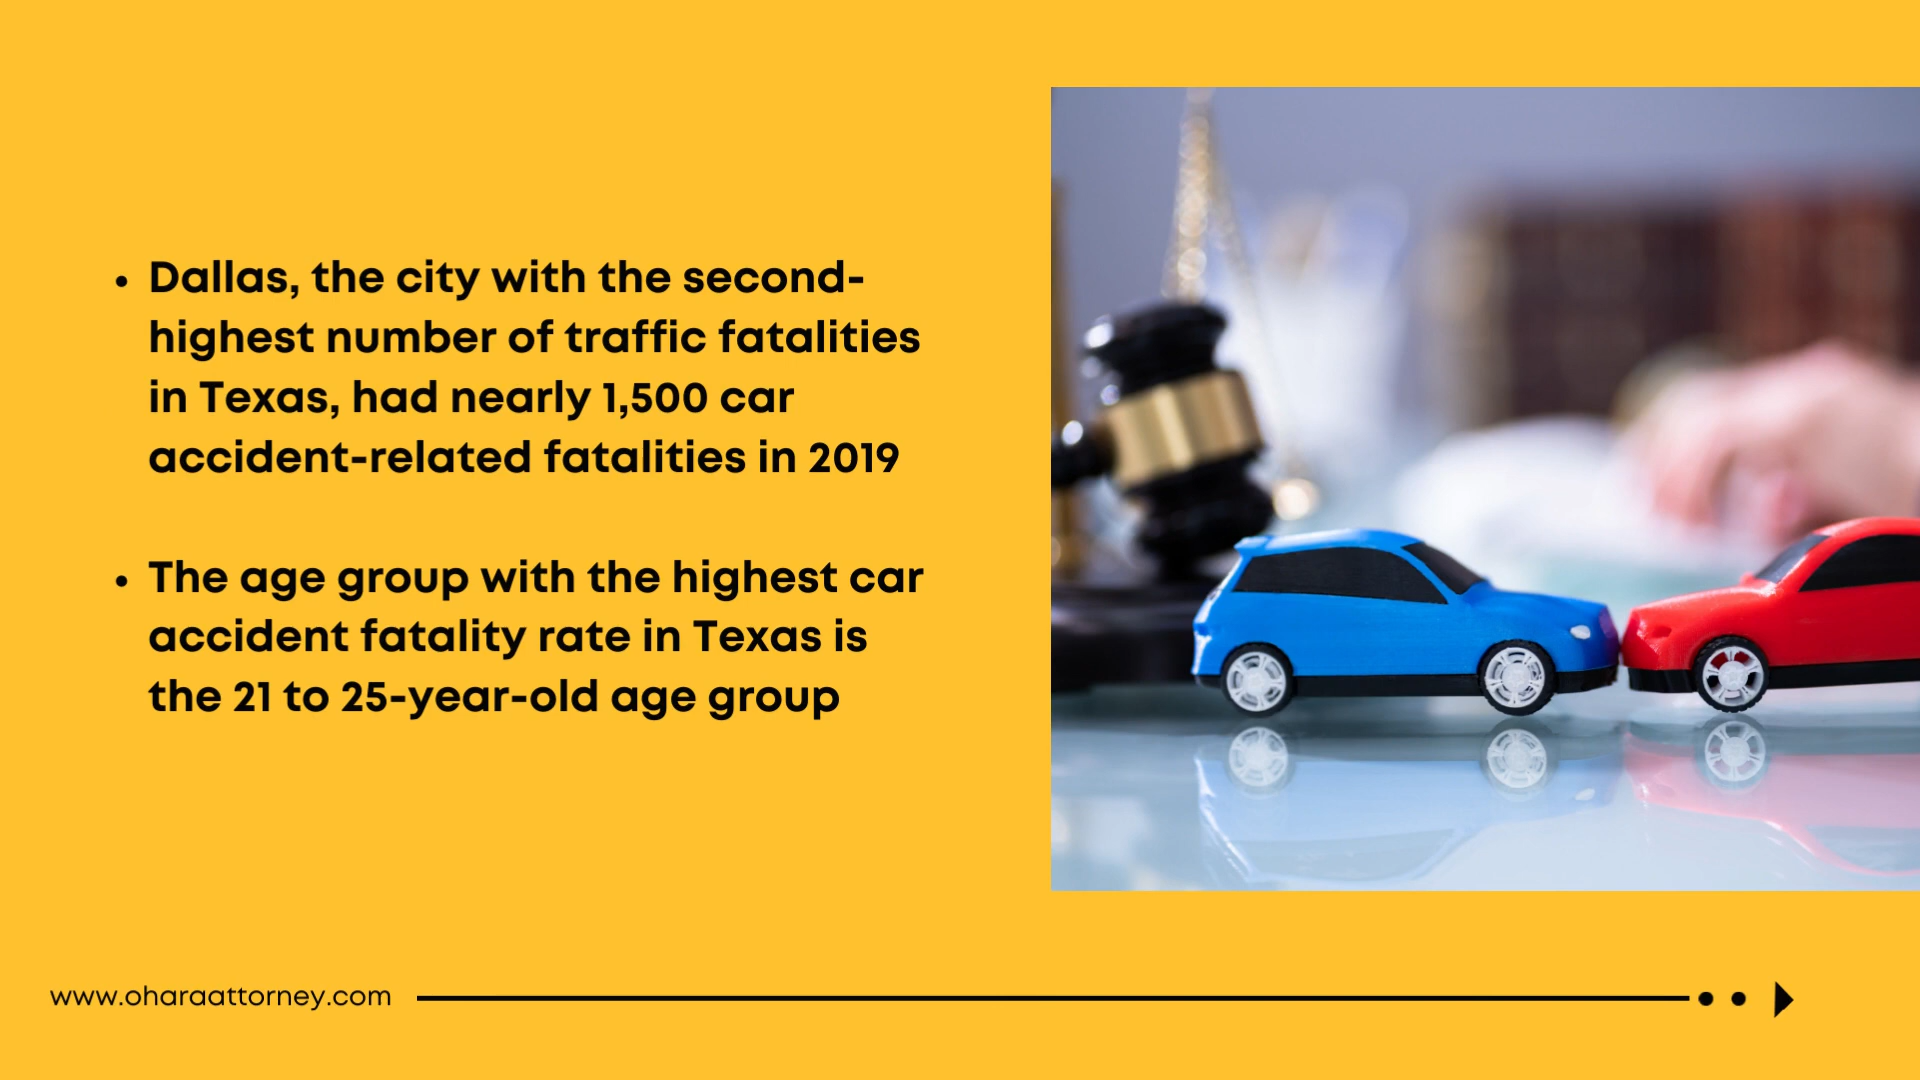 • Dallas, the city with the second-
highest number of traffic fatalities
in Texas, had nearly 1,500 car
accident-related fatalities in 2019
• The age group with the highest car
accident fatality rate in Texas is
the 21 to 25-year-old age group
www.oharaattorney.com